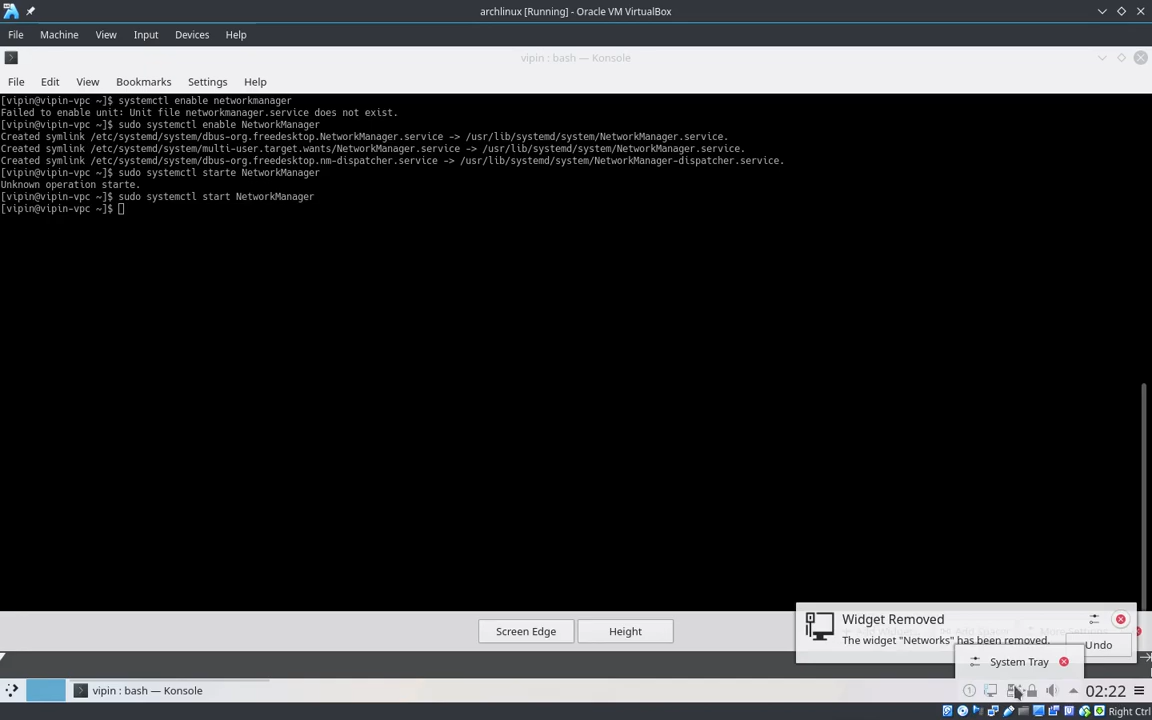 archlinux [Running] - Oracle VM VirtualBox
File Machine View Input Devices Help
vipin : bash — Konsole
File Edit View Bookmarks Settings Help
[vipin@vipin-vpc ~]$ systemctl enable networkmanager
Failed to enable unit: Unit file networkmanager.service does not exist.
[vipin@vipin-vpc ~]$ sudo systemctl enable NetworkManager
Created symlink /etc/systemd/system/dbus-org.freedesktop.NetworkManager.service -> /usr/lib/systemd/system/NetworkManager.service.
Created symlink /etc/systemd/system/multi-user.target.wants/NetworkManager.service -> /usr/lib/systemd/system/NetworkManager.service.
Created symlink /etc/systemd/system/dbus-org.freedesktop.nm-dispatcher.service -> /usr/lib/systemd/system/NetworkManager-dispatcher.service.
[vipin@vipin-vpc ~]$ sudo systemctl starte NetworkManager
Unknown operation starte.
[vipin@vipin-vpc ~]$ sudo systemctl start NetworkManager
[vipin@vipin-vpc ~]$
Screen Edge Height
Widget Removed
The widget "Networks" has been removed.
Undo
System Tray
vipin : bash — Konsole
02:22
Right Ctrl